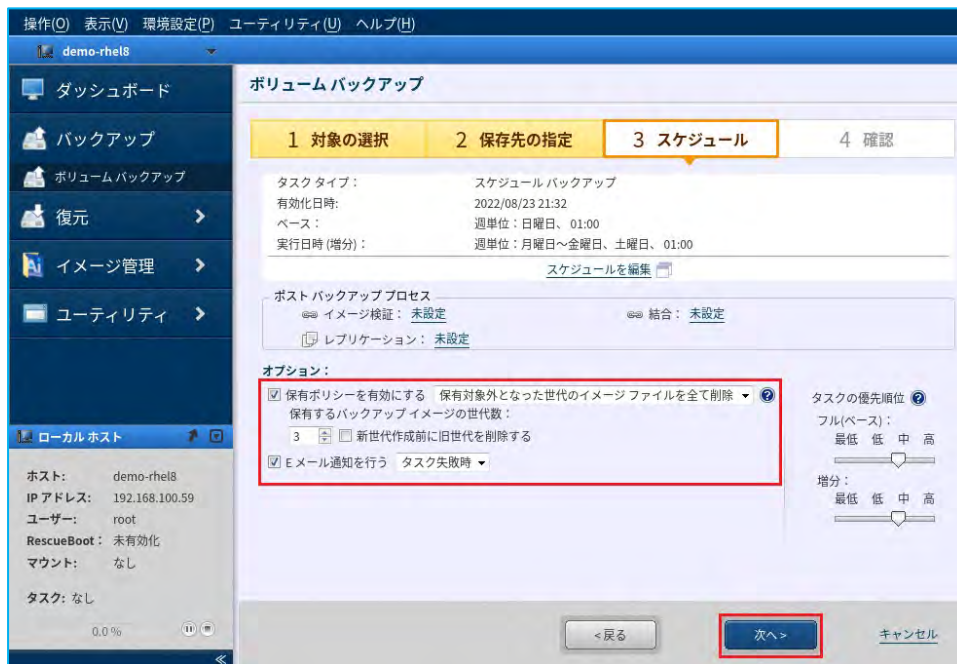 操作(O) 表示(V) 環境設定(P) ユーティリティ(U) ヘルプ(H)
demo-rhel8
ダッシュボード
バックアップ
ボリューム バックアップ
復元
イメージ管理
ユーティリティ
ローカル ホスト
ホスト: demo-rhel8
IP アドレス: 192.168.100.59
ユーザー: root
RescueBoot: 未有効化
マウント: なし
タスク: なし
0.0 %
ボリューム バックアップ
1 対象の選択 2 保存先の指定 3 スケジュール 4 確認
タスク タイプ: スケジュール バックアップ
有効化日時: 2022/08/23 21:32
ベース: 週単位:日曜日、 01:00
実行日時 (増分): 週単位:月曜日~金曜日、土曜日、 01:00
スケジュールを編集
ポスト バックアップ プロセス
イメージ検証: 未設定 結合: 未設定
レプリケーション: 未設定
オプション:
保有ポリシーを有効にする 保有対象外となった世代のイメージ ファイルを全て削除
保有するバックアップ イメージの世代数:
3 新世代作成前に旧世代を削除する
Eメール通知を行う タスク失敗時
タスクの優先順位
フル(ベース):
最低 低 中 高
増分:
最低 低 中 高
<戻る 次へ> キャンセル